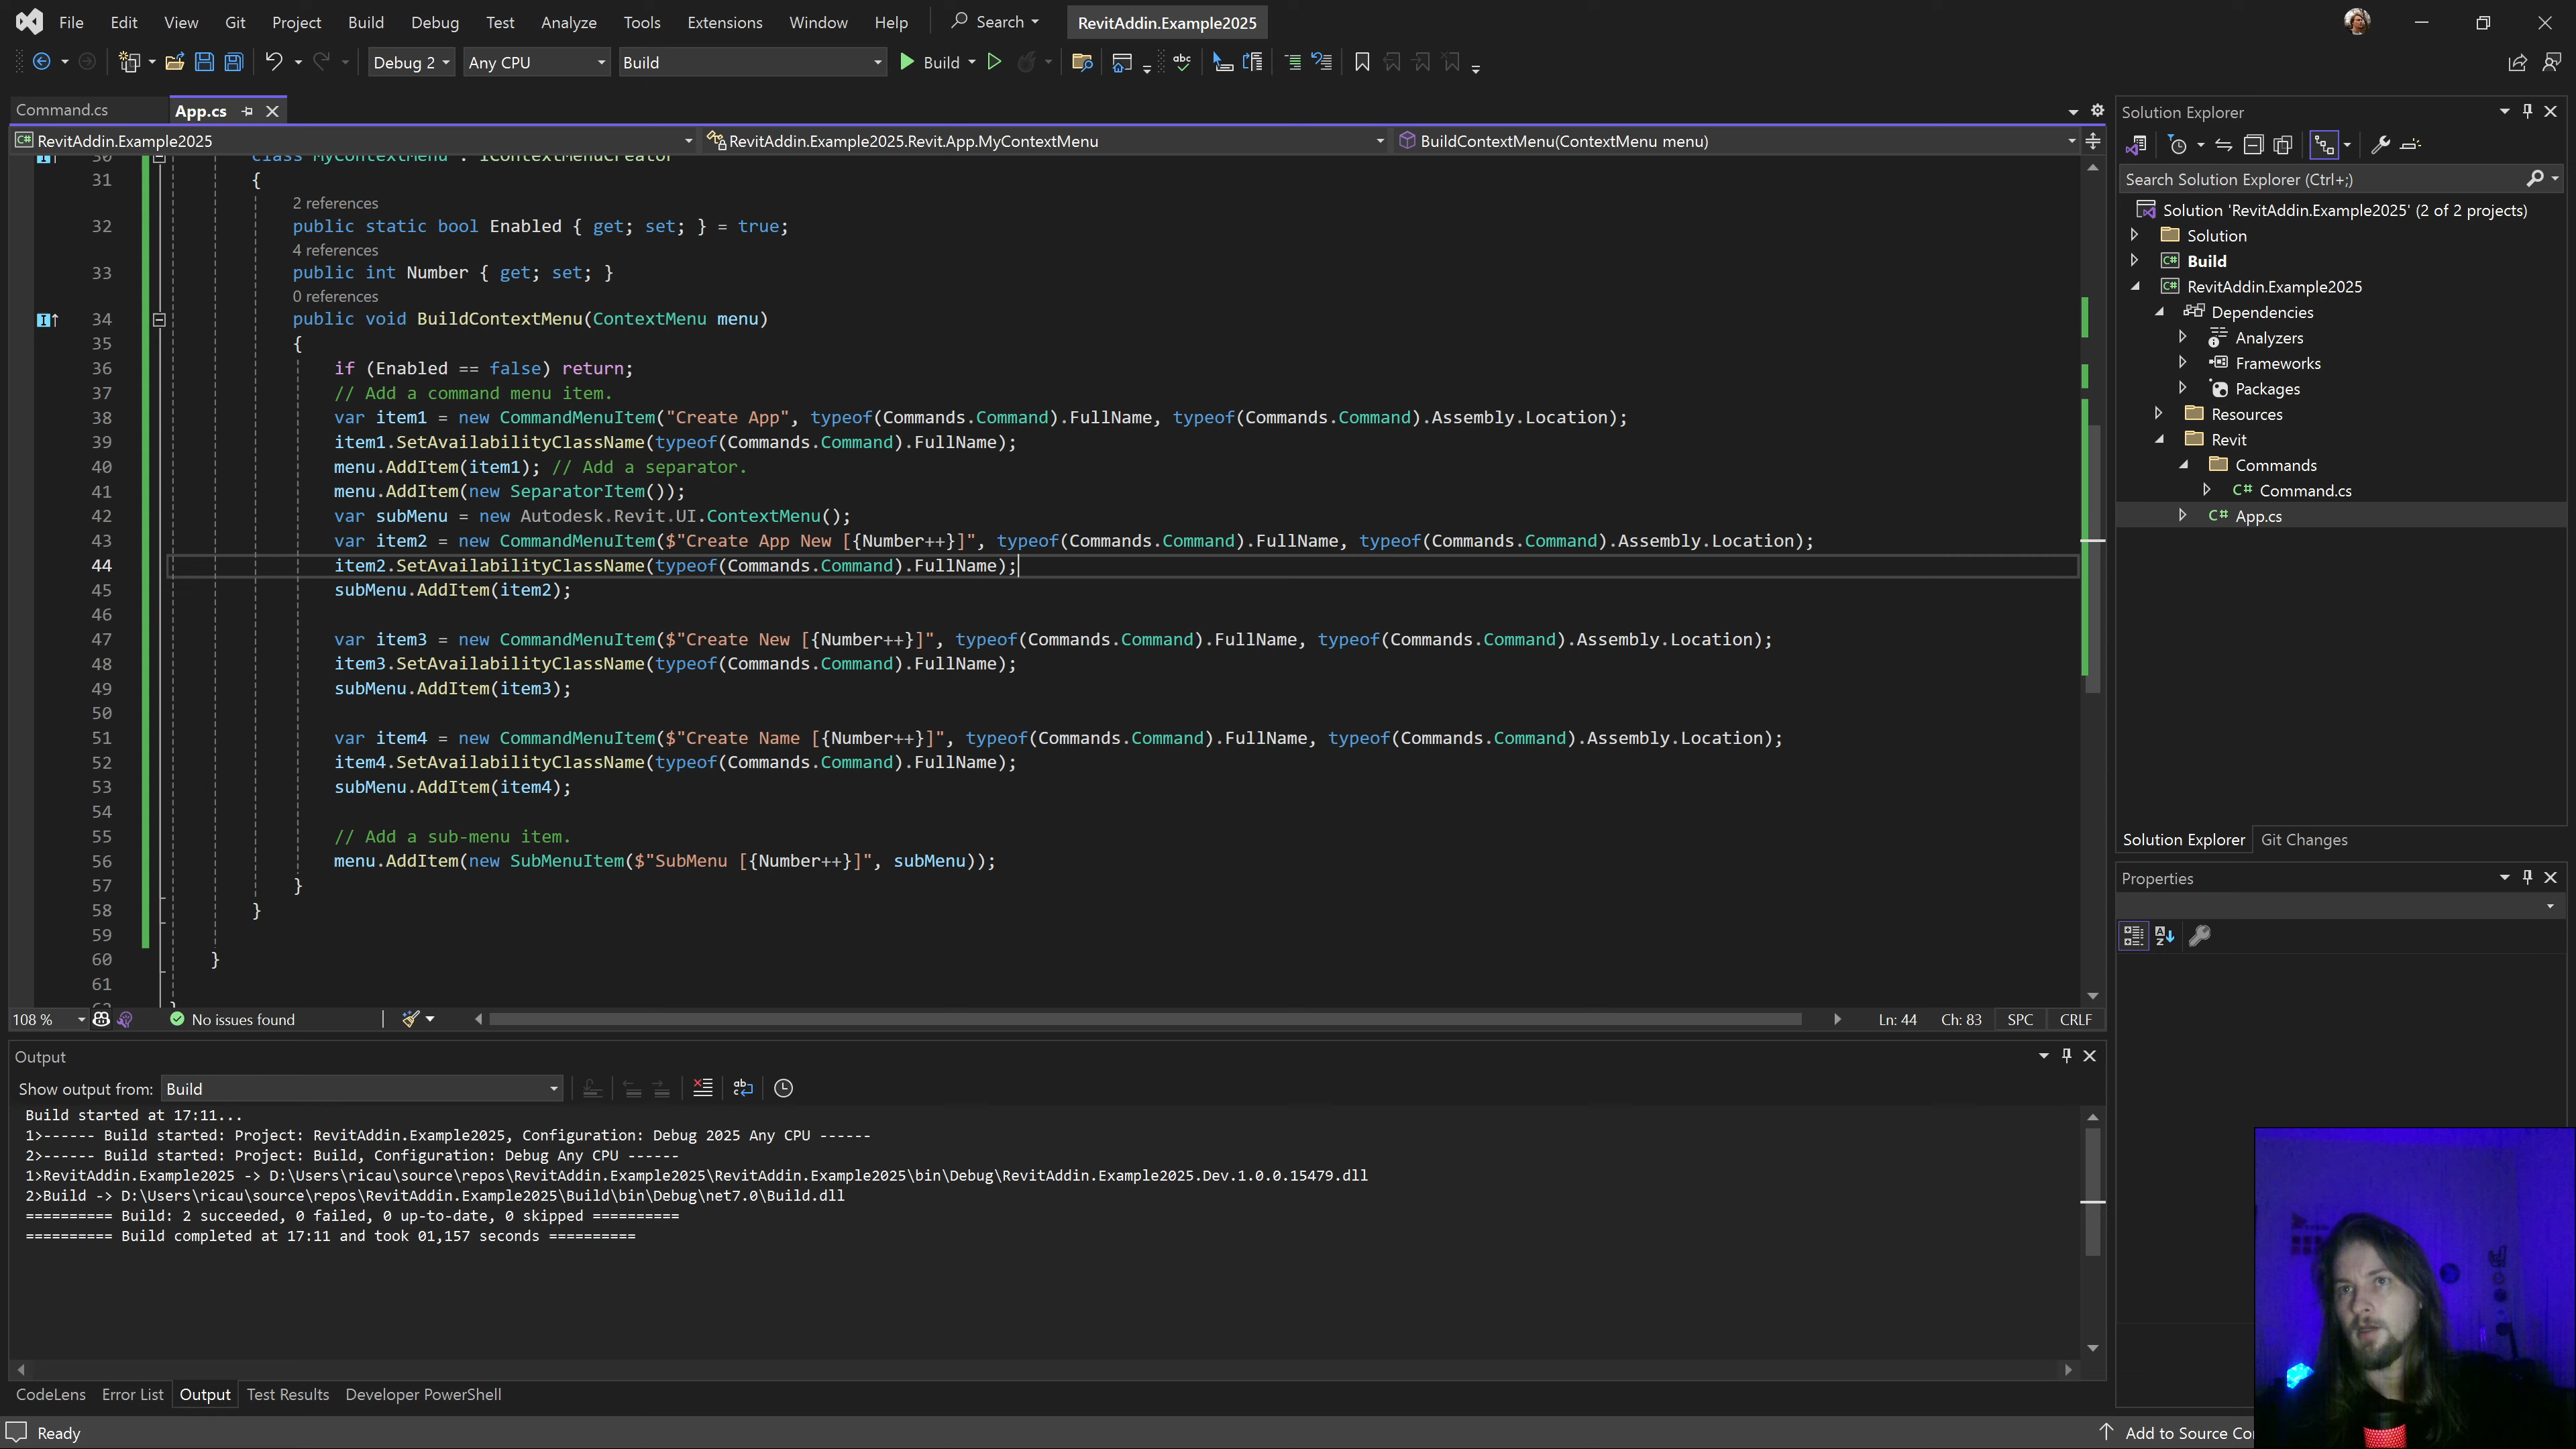 File Edit View Git Project Build Debug Test Analyze Tools Extensions Window Help Search RevitAddin.Example2025
Debug 2 Any CPU Build Build
Command.cs App.cs
RevitAddin.Example2025 RevitAddin.Example2025.Revit.App.MyContextMenu BuildContextMenu(ContextMenu menu)
30 class MyContextMenu : IContextMenuCreator
31 {
2 references
32 public static bool Enabled { get; set; } = true;
4 references
33 public int Number { get; set; }
0 references
34 public void BuildContextMenu(ContextMenu menu)
35 {
36 if (Enabled == false) return;
37 // Add a command menu item.
38 var item1 = new CommandMenuItem("Create App", typeof(Commands.Command).FullName, typeof(Commands.Command).Assembly.Location);
39 item1.SetAvailabilityClassName(typeof(Commands.Command).FullName);
40 menu.AddItem(item1); // Add a separator.
41 menu.AddItem(new SeparatorItem());
42 var subMenu = new Autodesk.Revit.UI.ContextMenu();
43 var item2 = new CommandMenuItem($"Create App New [{Number++}]", typeof(Commands.Command).FullName, typeof(Commands.Command).Assembly.Location);
44 item2.SetAvailabilityClassName(typeof(Commands.Command).FullName);
45 subMenu.AddItem(item2);
46
47 var item3 = new CommandMenuItem($"Create New [{Number++}]", typeof(Commands.Command).FullName, typeof(Commands.Command).Assembly.Location);
48 item3.SetAvailabilityClassName(typeof(Commands.Command).FullName);
49 subMenu.AddItem(item3);
50
51 var item4 = new CommandMenuItem($"Create Name [{Number++}]", typeof(Commands.Command).FullName, typeof(Commands.Command).Assembly.Location);
52 item4.SetAvailabilityClassName(typeof(Commands.Command).FullName);
53 subMenu.AddItem(item4);
54
55 // Add a sub-menu item.
56 menu.AddItem(new SubMenuItem($"SubMenu [{Number++}]", subMenu));
57 }
58 }
59
60 }
61
62 }
108 % No issues found Ln: 44 Ch: 83 SPC CRLF
Output
Show output from: Build
Build started at 17:11...
1>------ Build started: Project: RevitAddin.Example2025, Configuration: Debug 2025 Any CPU ------
2>------ Build started: Project: Build, Configuration: Debug Any CPU ------
1>RevitAddin.Example2025 -> D:\Users\ricau\source\repos\RevitAddin.Example2025\RevitAddin.Example2025\bin\Debug\RevitAddin.Example2025.Dev.1.0.0.15479.dll
2>Build -> D:\Users\ricau\source\repos\RevitAddin.Example2025\Build\bin\Debug\net7.0\Build.dll
========== Build: 2 succeeded, 0 failed, 0 up-to-date, 0 skipped ==========
========== Build completed at 17:11 and took 01,157 seconds ==========
CodeLens Error List Output Test Results Developer PowerShell
Ready
Solution Explorer
Search Solution Explorer (Ctrl+;)
Solution 'RevitAddin.Example2025' (2 of 2 projects)
Solution
C# Build
C# RevitAddin.Example2025
Dependencies
Analyzers
Frameworks
Packages
Resources
Revit
Commands
C# Command.cs
C# App.cs
Solution Explorer Git Changes
Properties
Add to Source Co